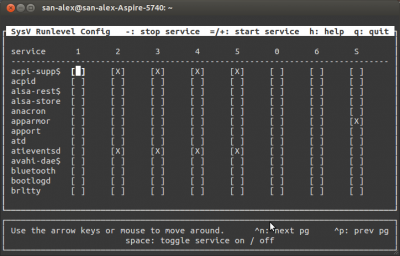 san-alex@san-alex-Aspire-5740: ~
SysV Runlevel Config   -: stop service  =/+: start service  h: help  q: quit
service      1       2       3       4       5       0       6       S
acpi-supp$  [ ]     [X]     [X]     [X]     [X]     [ ]     [ ]     [ ]
acpid       [ ]     [ ]     [ ]     [ ]     [ ]     [ ]     [ ]     [ ]
alsa-rest$  [ ]     [ ]     [ ]     [ ]     [ ]     [ ]     [ ]     [ ]
alsa-store  [ ]     [ ]     [ ]     [ ]     [ ]     [ ]     [ ]     [ ]
anacron     [ ]     [ ]     [ ]     [ ]     [ ]     [ ]     [ ]     [ ]
apparmor    [ ]     [ ]     [ ]     [ ]     [ ]     [ ]     [ ]     [X]
apport      [ ]     [ ]     [ ]     [ ]     [ ]     [ ]     [ ]     [ ]
atd         [ ]     [ ]     [ ]     [ ]     [ ]     [ ]     [ ]     [ ]
atleventsd  [ ]     [X]     [X]     [X]     [X]     [ ]     [ ]     [ ]
avahi-dae$  [ ]     [ ]     [ ]     [ ]     [ ]     [ ]     [ ]     [ ]
bluetooth   [ ]     [ ]     [ ]     [ ]     [ ]     [ ]     [ ]     [ ]
bootlogd    [ ]     [ ]     [ ]     [ ]     [ ]     [ ]     [ ]     [ ]
brltty      [ ]     [ ]     [ ]     [ ]     [ ]     [ ]     [ ]     [ ]
Use the arrow keys or mouse to move around.      ^n: next pg     ^p: prev pg
space: toggle service on / off